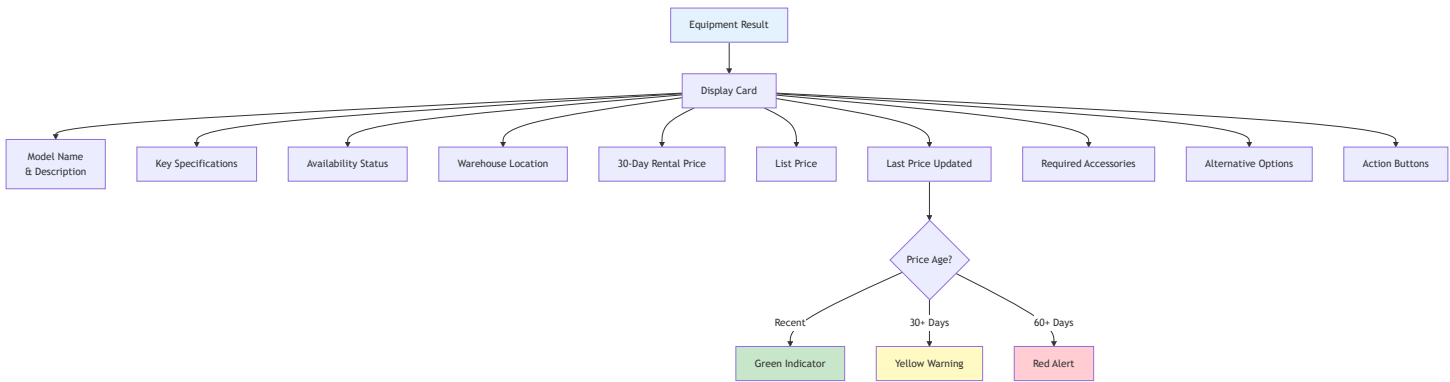 Equipment Result
Display Card
Model Name
& Description
Key Specifications
Availability Status
Warehouse Location
30-Day Rental Price
List Price
Last Price Updated
Required Accessories
Alternative Options
Action Buttons
Price Age?
Recent
30+ Days
60+ Days
Green Indicator
Yellow Warning
Red Alert